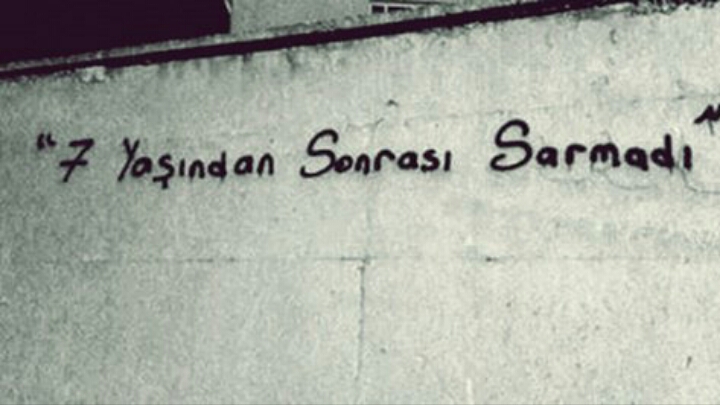 "7 Yaşından Sonrası Sarmadı"